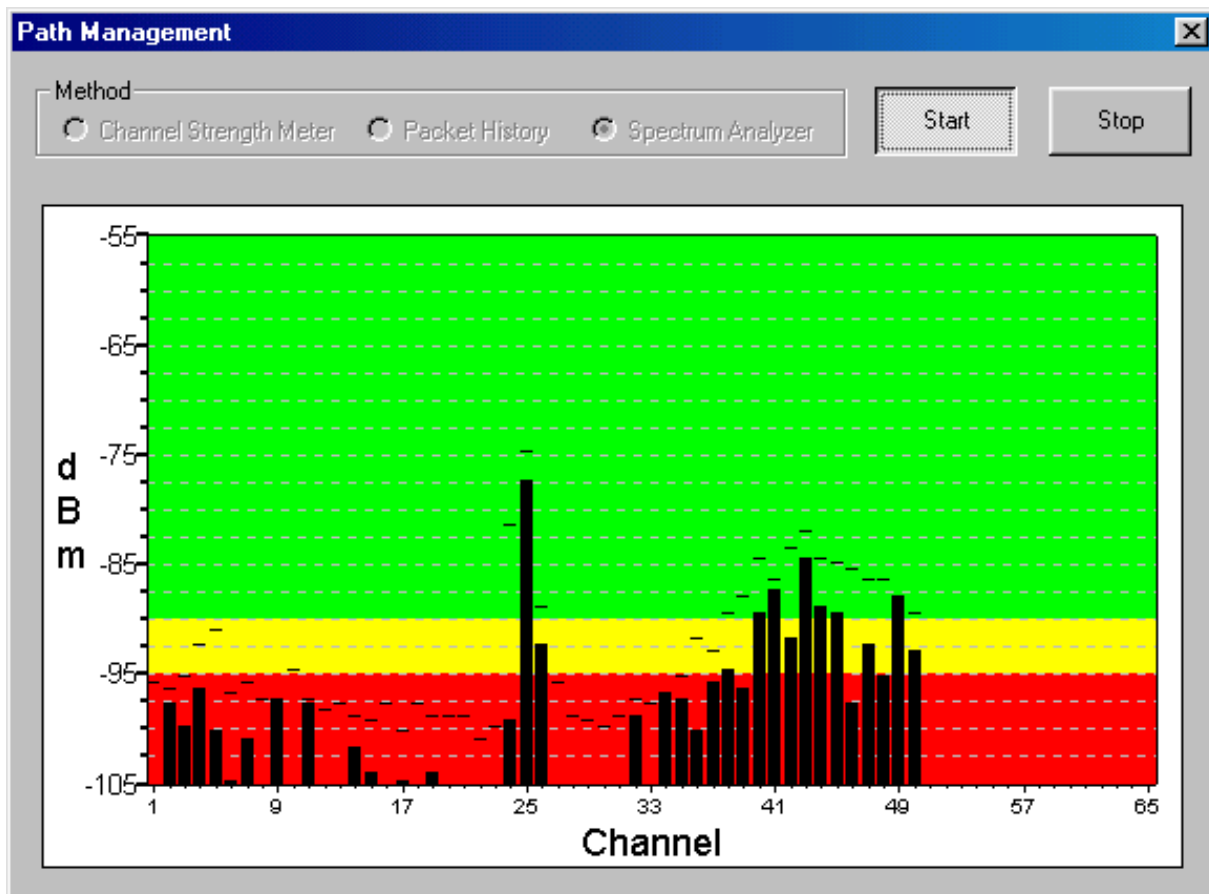 Path Management
Method
Channel Strength Meter Packet History Spectrum Analyzer
Start
Stop
-55
-65
-75
-85
-95
-105
dBm
1 9 17 25 33 41 49 57 65
Channel